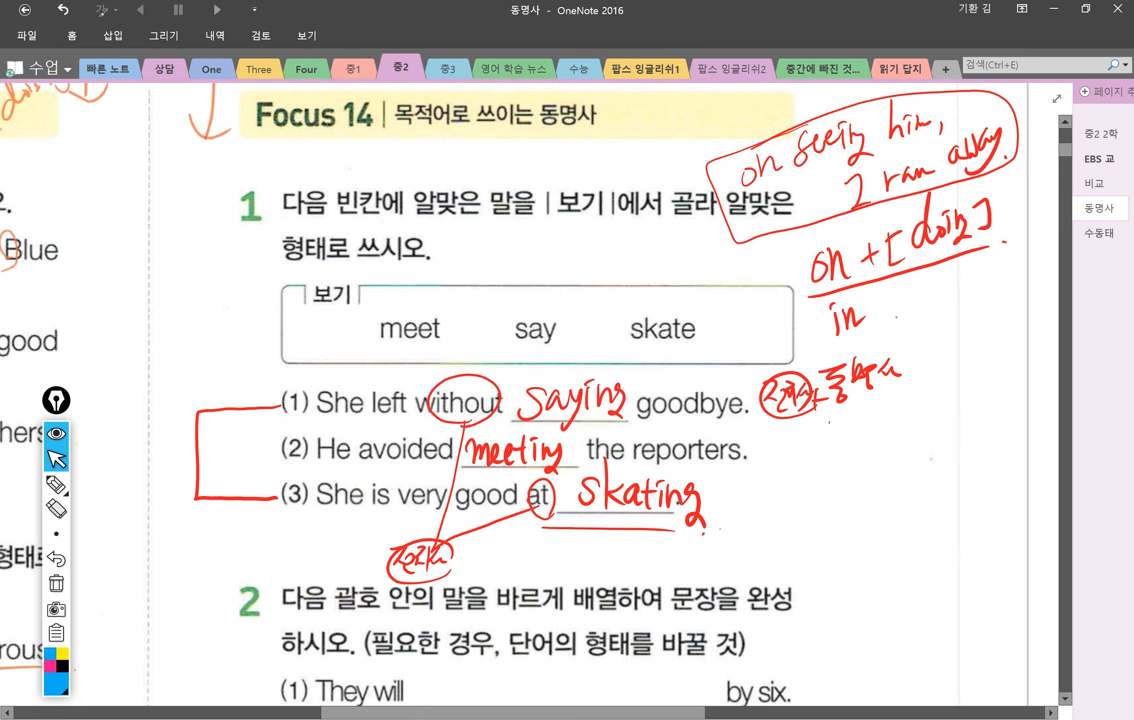 동명사 - OneNote 2016
기환 김
파일 홈 삽입 그리기 내역 검토 보기
수업 빠른 노트 상담 One Three Four 중1 중2 중3 영어 학습 뉴스 수능 팝스 잉글리쉬1 팝스 잉글리쉬2 중간에 빠진 것... 읽기 답지 +
검색(Ctrl+E)
페이지 추
중2 2학
EBS 교
비교
동명사
수동태
Focus 14 | 목적어로 쓰이는 동명사
on seeing him,
I ran away.
1 다음 빈칸에 알맞은 말을 |보기|에서 골라 알맞은
형태로 쓰시오.
on + [doing]
in
보기
meet say skate
(1) She left without saying goodbye.
전치사 + 동명사
(2) He avoided meeting the reporters.
(3) She is very good at skating
전치사
2 다음 괄호 안의 말을 바르게 배열하여 문장을 완성
하시오. (필요한 경우, 단어의 형태를 바꿀 것)
(1) They will by six.
Blue
good
hers
형태로
rous